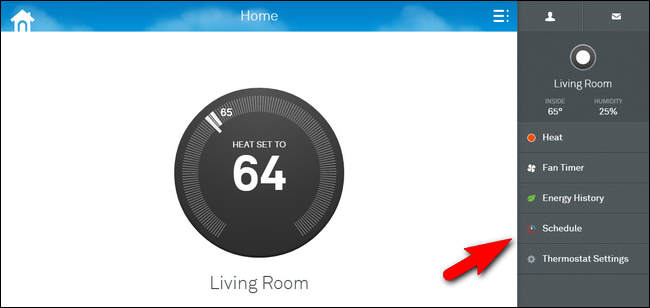 Home
65
HEAT SET TO
64
Living Room
Living Room
INSIDE HUMIDITY
65° 25%
Heat
Fan Timer
Energy History
Schedule
Thermostat Settings